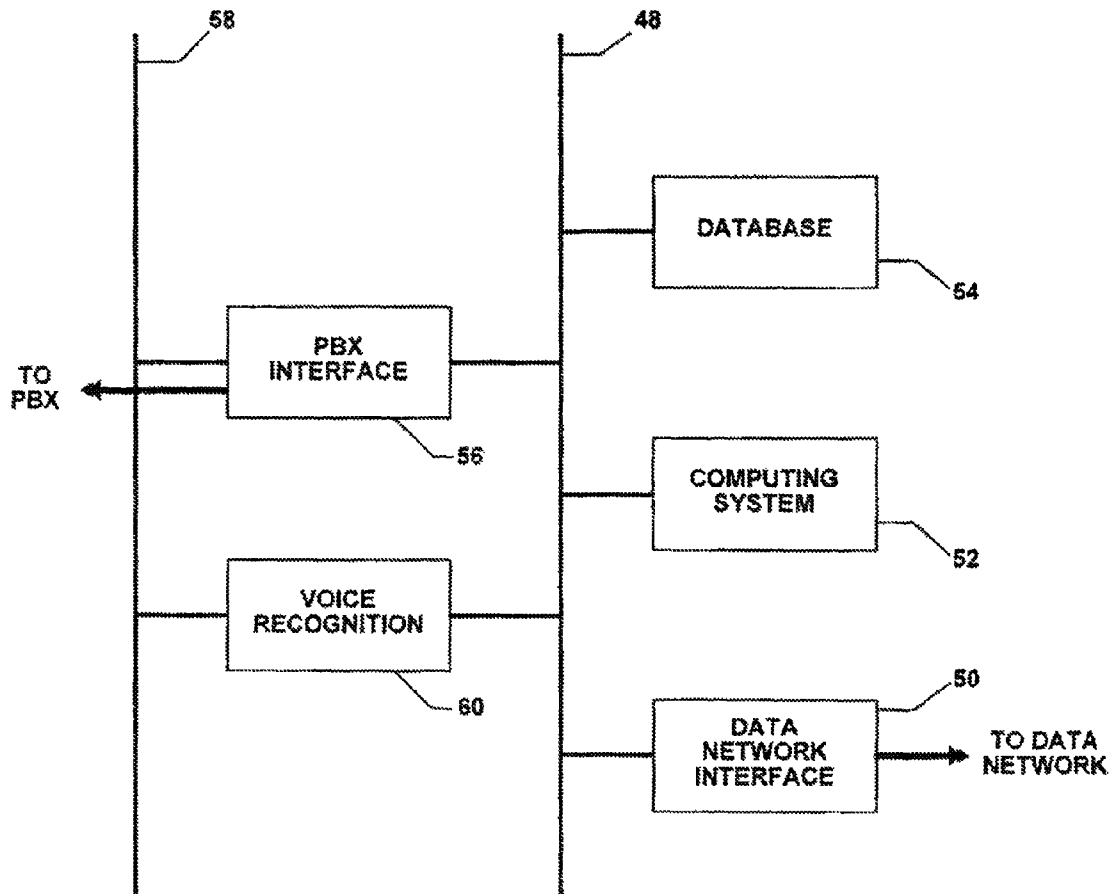 58
48
DATABASE
54
PBX
INTERFACE
TO
PBX
56
COMPUTING
SYSTEM
52
VOICE
RECOGNITION
60
50
DATA
NETWORK
INTERFACE
TO DATA
NETWORK